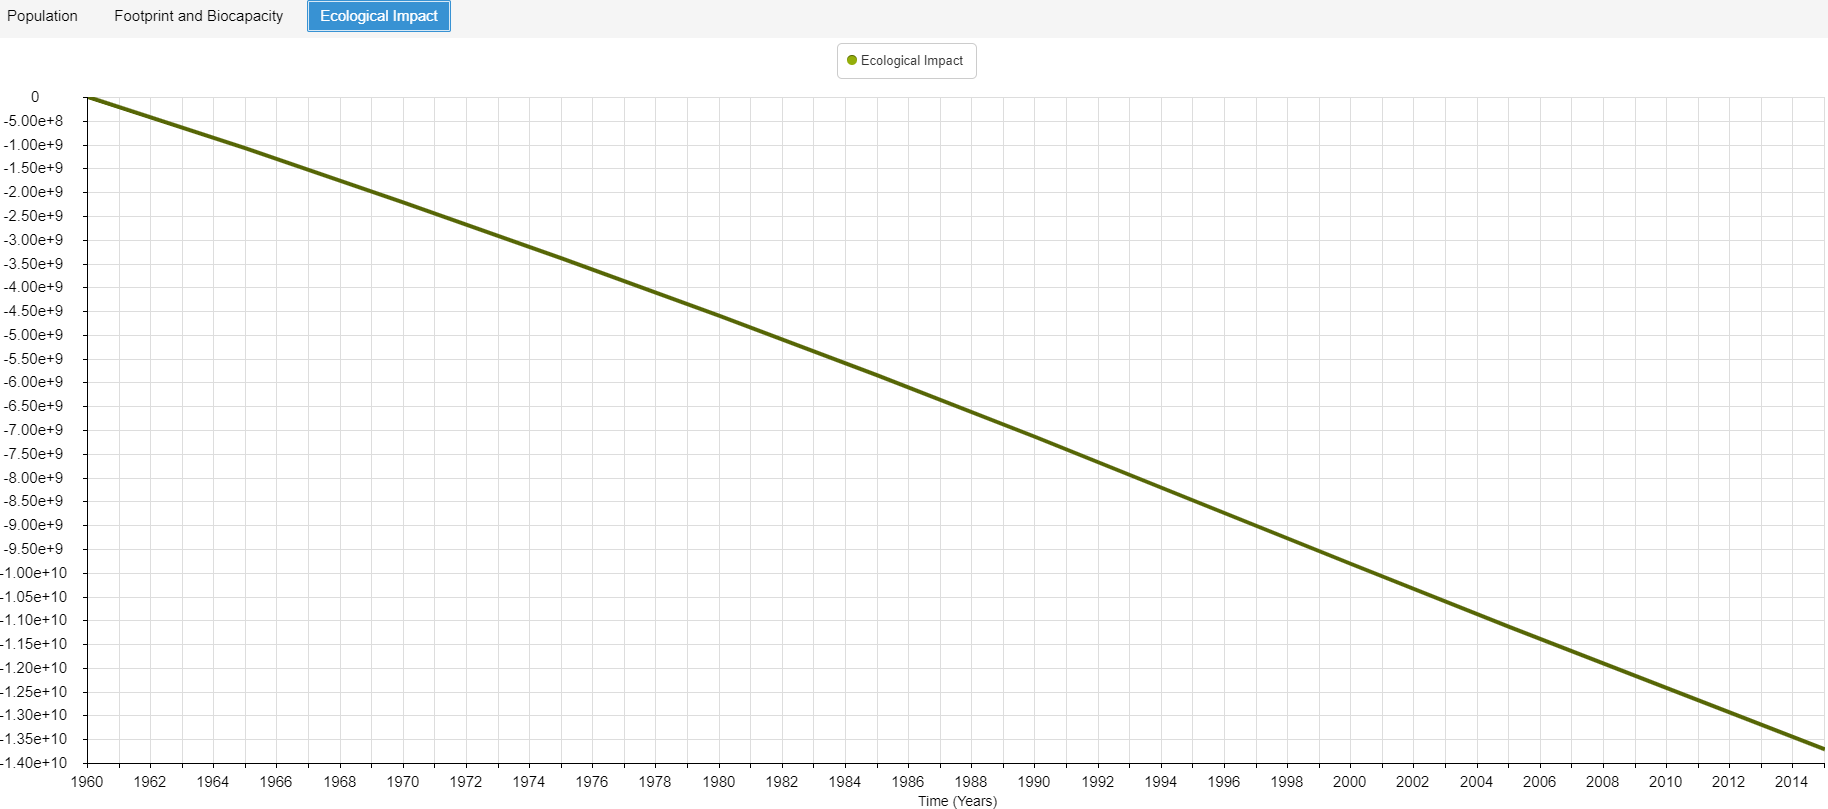 Population Footprint and Biocapacity Ecological Impact
Ecological Impact
0
-5.00e+8
-1.00e+9
-1.50e+9
-2.00e+9
-2.50e+9
-3.00e+9
-3.50e+9
-4.00e+9
-4.50e+9
-5.00e+9
-5.50e+9
-6.00e+9
-6.50e+9
-7.00e+9
-7.50e+9
-8.00e+9
-8.50e+9
-9.00e+9
-9.50e+9
-1.00e+10
-1.05e+10
-1.10e+10
-1.15e+10
-1.20e+10
-1.25e+10
-1.30e+10
-1.35e+10
-1.40e+10
1960 1962 1964 1966 1968 1970 1972 1974 1976 1978 1980 1982 1984 1986 1988 1990 1992 1994 1996 1998 2000 2002 2004 2006 2008 2010 2012 2014
Time (Years)